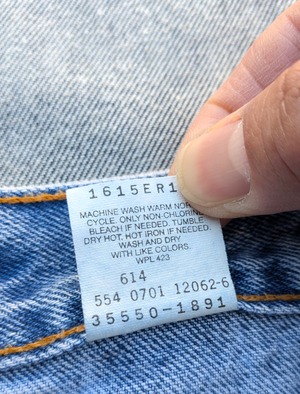 1615ER1
MACHINE WASH WARM NOR
CYCLE. ONLY NON-CHLORINE
BLEACH IF NEEDED. TUMBLE
DRY HOT. HOT IRON IF NEEDED.
WASH AND DRY
WITH LIKE COLORS.
WPL 423
614
554 0701 12062-6
35550-1891